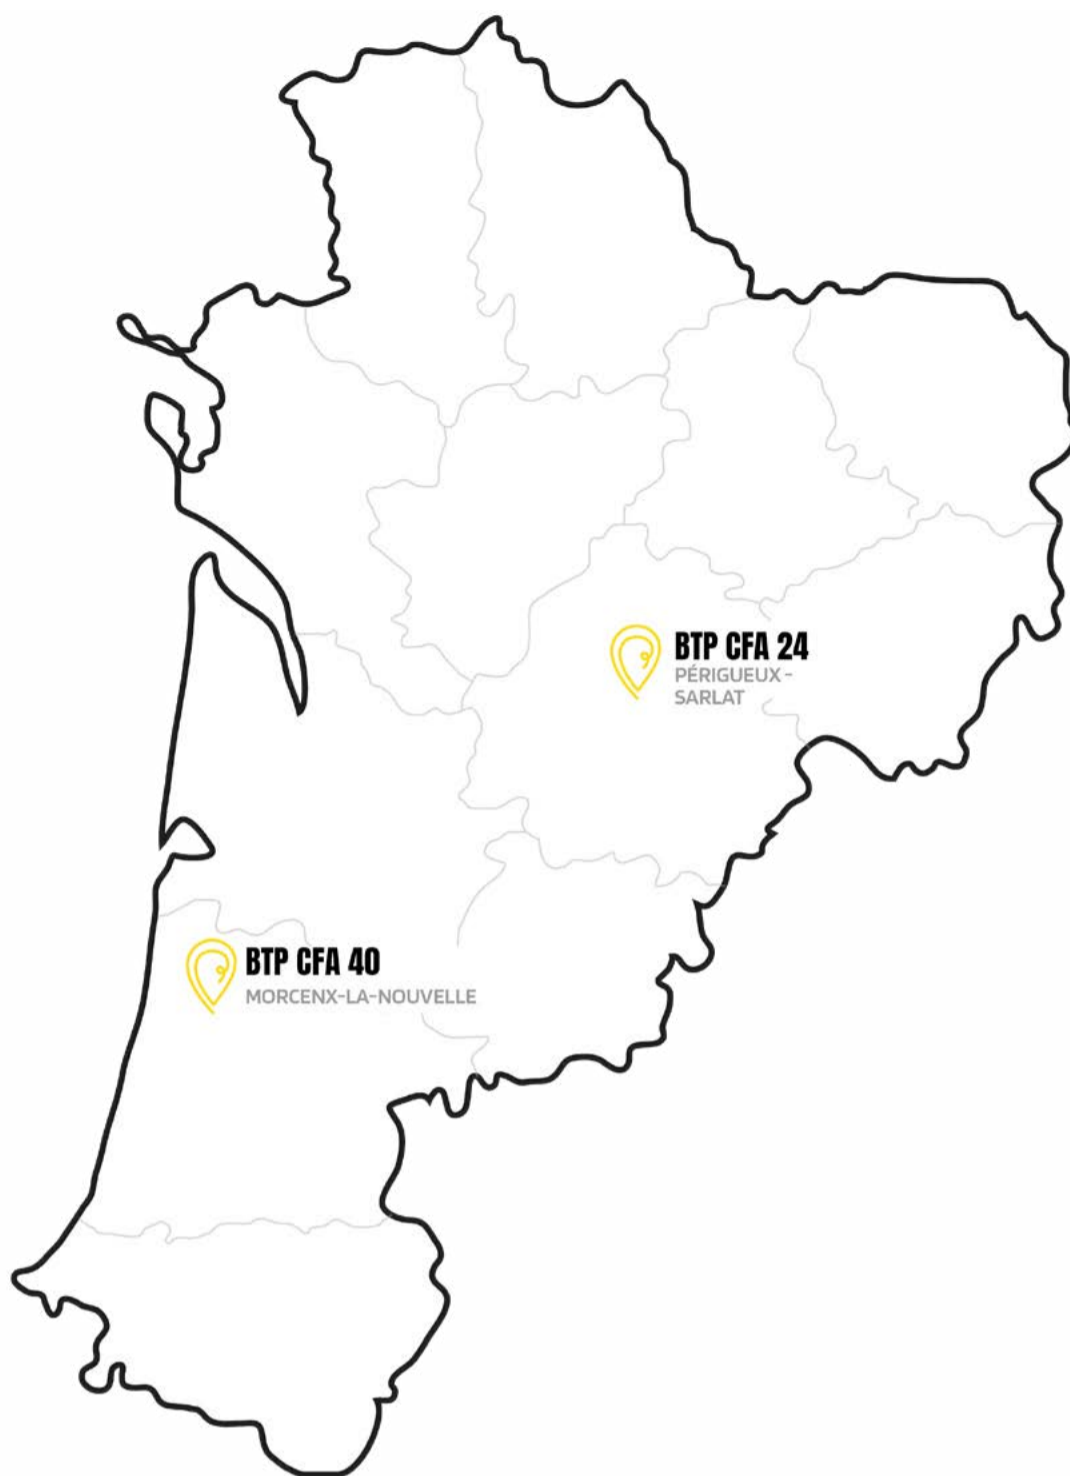 BTP CFA 24
PÉRIGUEUX -
SARLAT
BTP CFA 40
MORCENX-LA-NOUVELLE